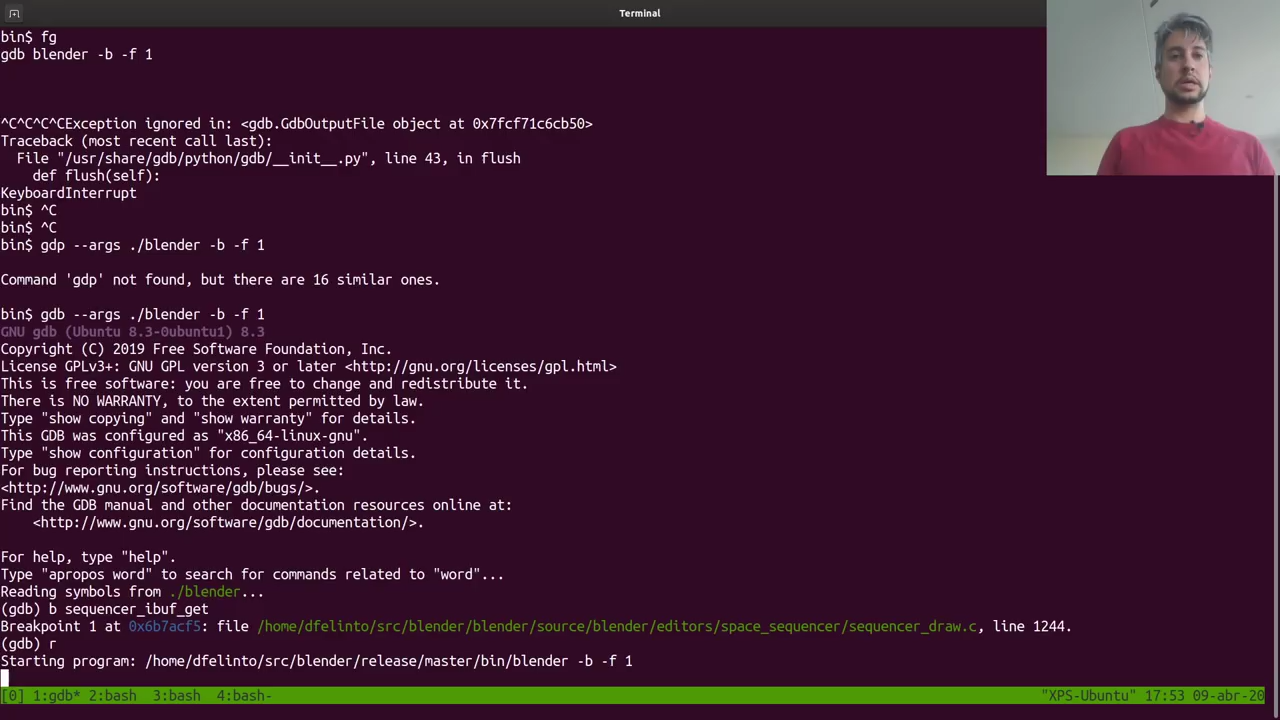 Terminal
bin$ fg
gdb blender -b -f 1
^C^C^C^CException ignored in: <gdb.GdbOutputFile object at 0x7fcf71c6cb50>
Traceback (most recent call last):
  File "/usr/share/gdb/python/gdb/__init__.py", line 43, in flush
    def flush(self):
KeyboardInterrupt
bin$ ^C
bin$ ^C
bin$ gdp --args ./blender -b -f 1
Command 'gdp' not found, but there are 16 similar ones.
bin$ gdb --args ./blender -b -f 1
GNU gdb (Ubuntu 8.3-0ubuntu1) 8.3
Copyright (C) 2019 Free Software Foundation, Inc.
License GPLv3+: GNU GPL version 3 or later <http://gnu.org/licenses/gpl.html>
This is free software: you are free to change and redistribute it.
There is NO WARRANTY, to the extent permitted by law.
Type "show copying" and "show warranty" for details.
This GDB was configured as "x86_64-linux-gnu".
Type "show configuration" for configuration details.
For bug reporting instructions, please see:
<http://www.gnu.org/software/gdb/bugs/>.
Find the GDB manual and other documentation resources online at:
    <http://www.gnu.org/software/gdb/documentation/>.
For help, type "help".
Type "apropos word" to search for commands related to "word"...
Reading symbols from ./blender...
(gdb) b sequencer_ibuf_get
Breakpoint 1 at 0x6b7acf5: file /home/dfelinto/src/blender/blender/source/blender/editors/space_sequencer/sequencer_draw.c, line 1244.
(gdb) r
Starting program: /home/dfelinto/src/blender/release/master/bin/blender -b -f 1
[0] 1:gdb* 2:bash  3:bash  4:bash- "XPS-Ubuntu" 17:53 09-abr-20